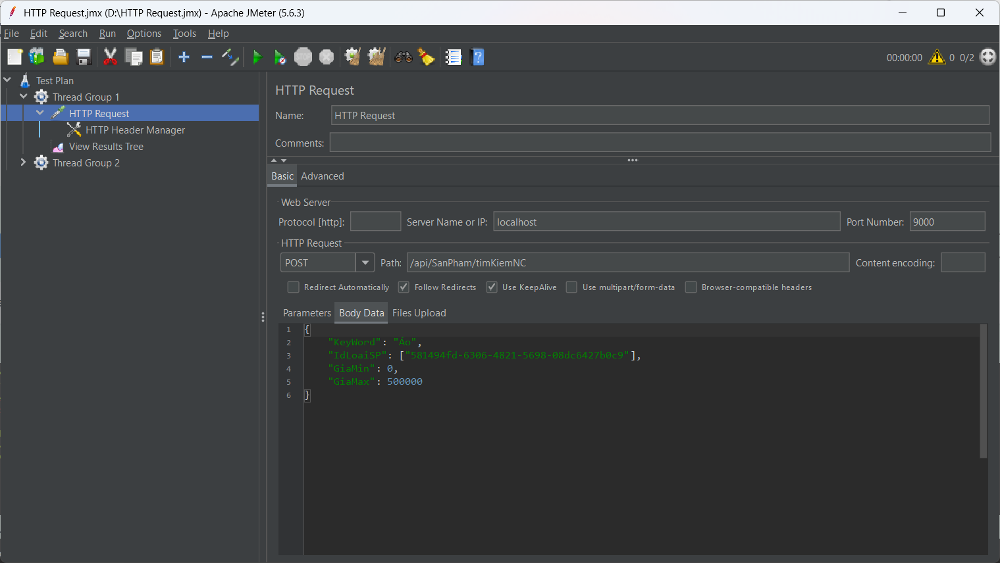 HTTP Request.jmx (D:\HTTP Request.jmx) - Apache JMeter (5.6.3)
File Edit Search Run Options Tools Help
STOP
00:00:00 0 0/2
Test Plan
Thread Group 1
HTTP Request
HTTP Header Manager
View Results Tree
Thread Group 2
HTTP Request
Name: HTTP Request
Comments:
Basic Advanced
Web Server
Protocol [http]: Server Name or IP: localhost Port Number: 9000
HTTP Request
POST Path: /api/SanPham/timKiemNC Content encoding:
Redirect Automatically Follow Redirects Use KeepAlive Use multipart/form-data Browser-compatible headers
Parameters Body Data Files Upload
1 {
2 "KeyWord": "Áo",
3 "IdLoaiSP": ["581494fd-6306-4821-5698-08dc6427b0c9"],
4 "GiaMin": 0,
5 "GiaMax": 500000
6 }